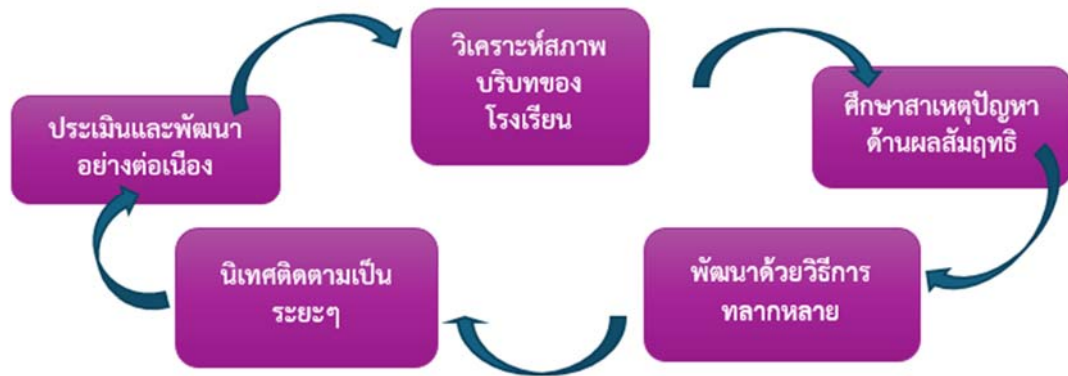 วิเคราะห์สภาพ
บริบทของ
โรงเรียน
ศึกษาสาเหตุปัญหา
ด้านผลสัมฤทธิ
พัฒนาด้วยวิธีการ
ทลากหลาย
นิเทศติดตามเป็น
ระยะๆ
ประเมินและพัฒนา
อย่างต่อเนือง